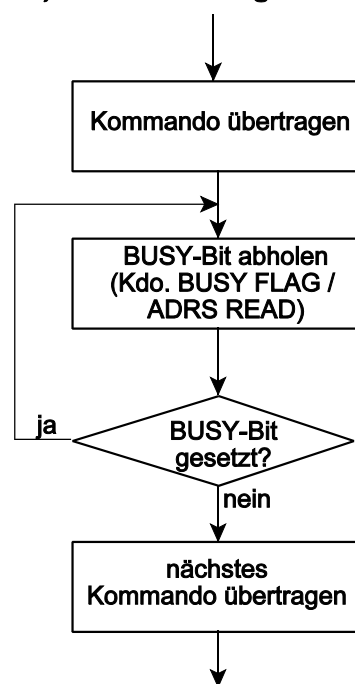 Kommando übertragen
BUSY-Bit abholen
(Kdo. BUSY FLAG /
ADRS READ)
ja
BUSY-Bit
gesetzt?
nein
nächstes
Kommando übertragen